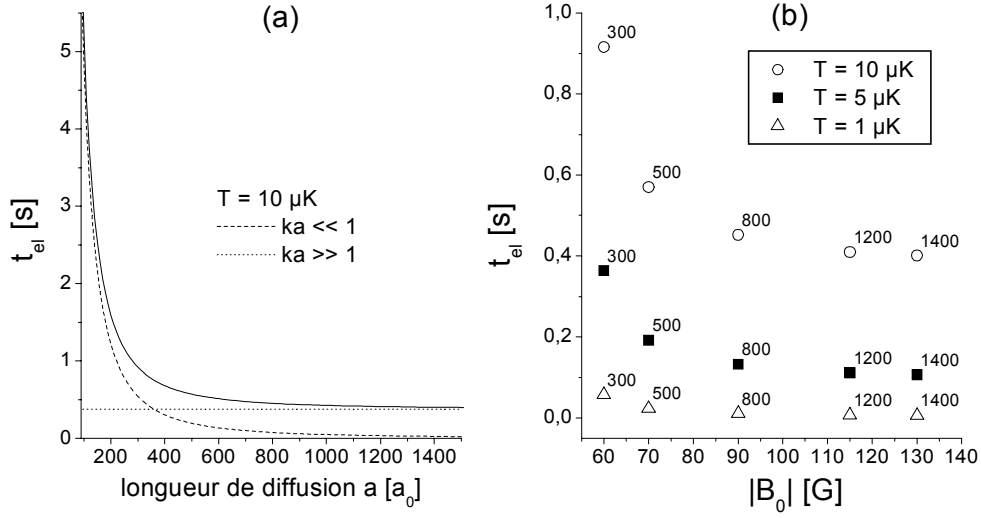 (a)
5
4
3
2
1
0
t_el [s]
T = 10 µK
ka << 1
ka >> 1
200 400 600 800 1000 1200 1400
longueur de diffusion a [a_0]
(b)
1,0
0,8
0,6
0,4
0,2
0,0
t_el [s]
T = 10 µK
T = 5 µK
T = 1 µK
300
500
800
1200
1400
300
500
800
1200
1400
300
500
800
1200
1400
60 70 80 90 100 110 120 130 140
|B_0| [G]